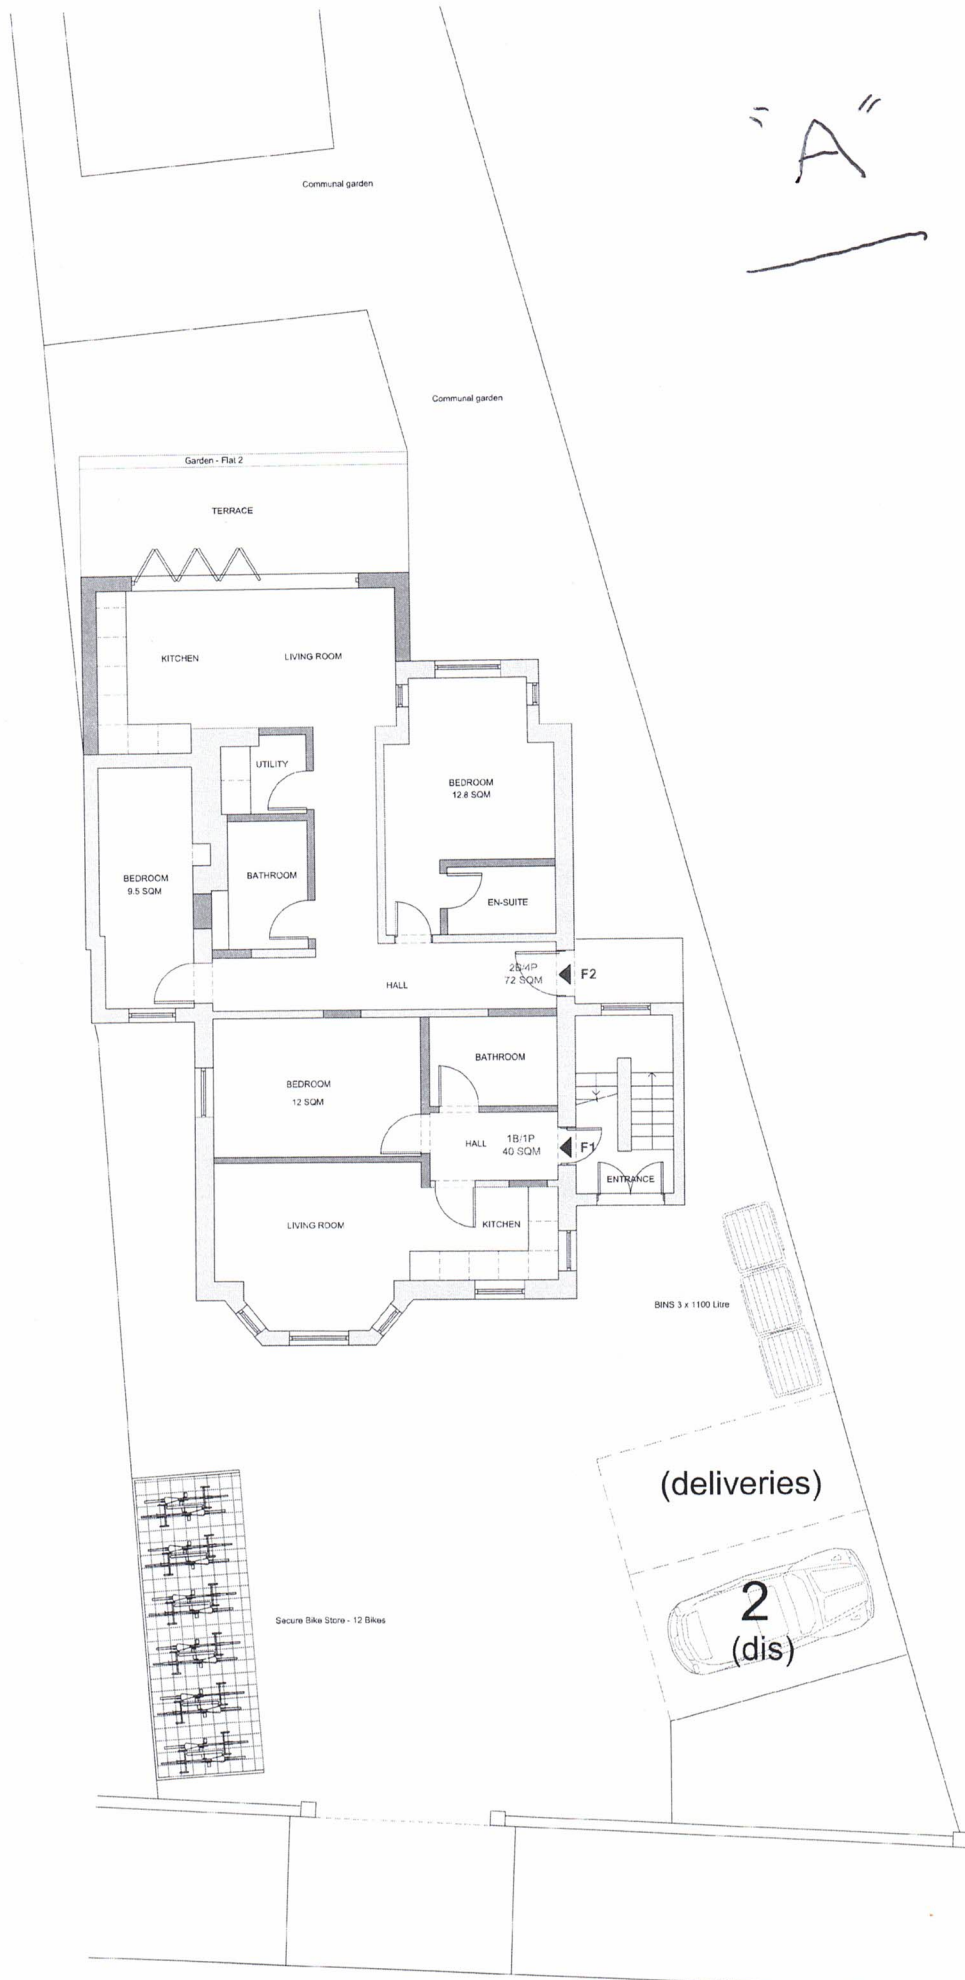 "A"
Communal garden
Communal garden
Garden - Flat 2
TERRACE
KITCHEN
LIVING ROOM
UTILITY
BEDROOM
12.8 SQM
BEDROOM
9.5 SQM
BATHROOM
EN-SUITE
2B/4P
72 SQM
F2
HALL
BATHROOM
BEDROOM
12 SQM
HALL
1B/1P
40 SQM
F1
ENTRANCE
LIVING ROOM
KITCHEN
BINS 3 x 1100 Litre
(deliveries)
2
(dis)
Secure Bike Store - 12 Bikes